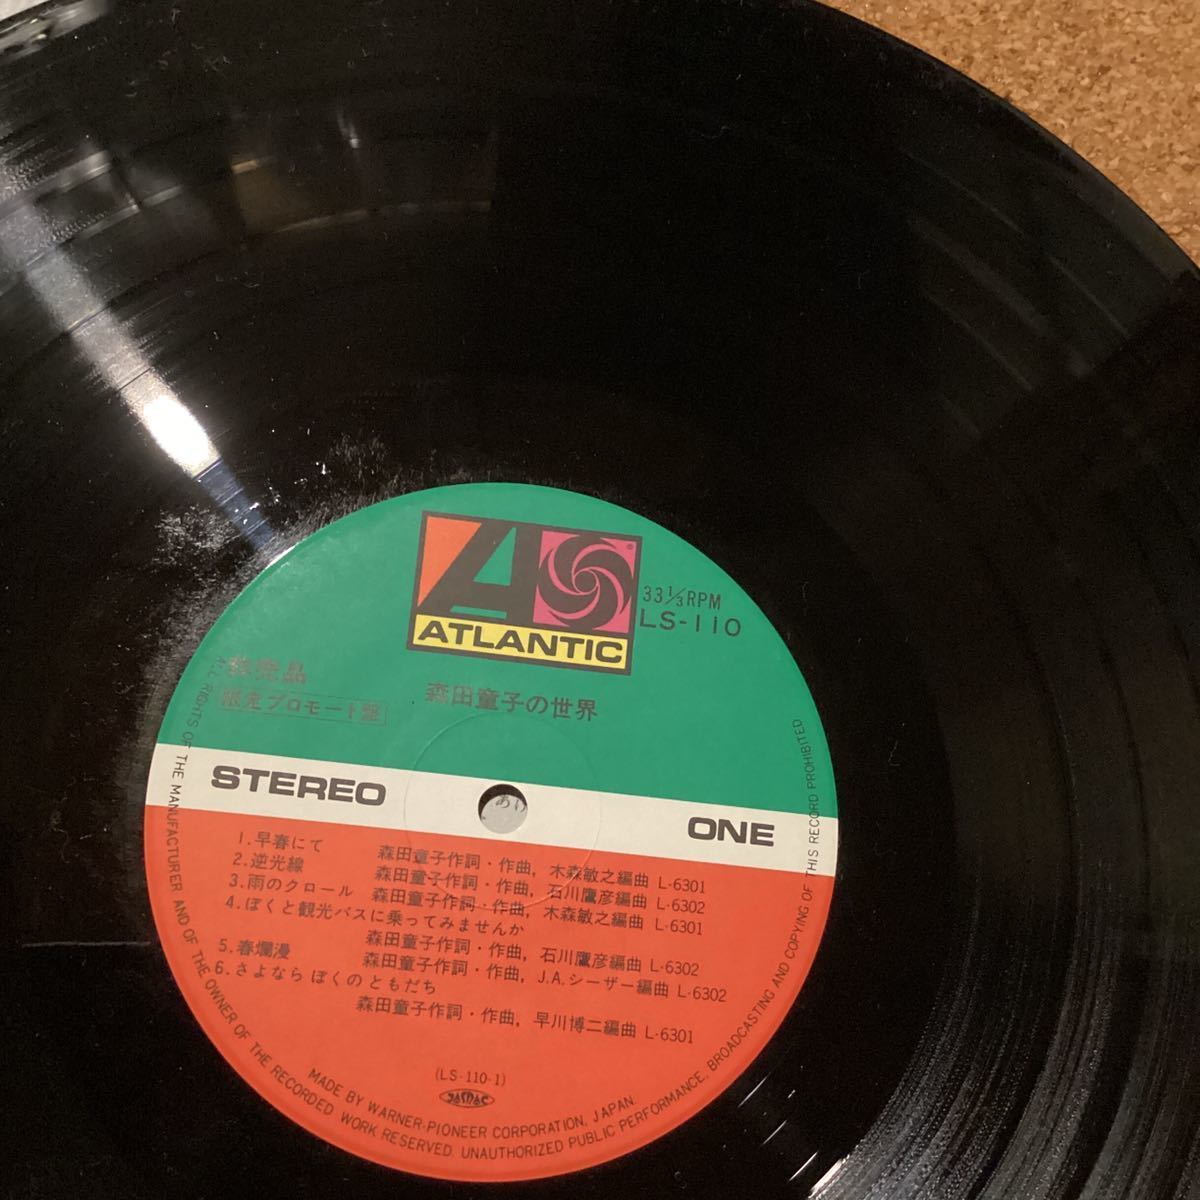 ATLANTIC
33⅓RPM
LS-110
森田童子の世界
非売品
限定プロモート盤
STEREO
ONE
1. 早春にて
森田童子作詞・作曲, 木森敏之編曲 L-6301
2. 逆光線
森田童子作詞・作曲, 石川鷹彦編曲 L-6302
3. 雨のクロール
森田童子作詞・作曲, 木森敏之編曲 L-6301
4. ぼくと観光バスに乗ってみませんか
森田童子作詞・作曲, 石川鷹彦編曲 L-6302
5. 春爛漫
森田童子作詞・作曲, J.A.シーザー編曲 L-6302
6. さよなら ぼくの ともだち
森田童子作詞・作曲, 早川博二編曲 L-6301
(LS-110-1)
JASRAC
MADE BY WARNER-PIONEER CORPORATION, JAPAN.
ALL RIGHTS OF THE MANUFACTURER AND OF THE OWNER OF THE RECORDED WORK RESERVED. UNAUTHORIZED PUBLIC PERFORMANCE, BROADCASTING AND COPYING OF THIS RECORD PROHIBITED